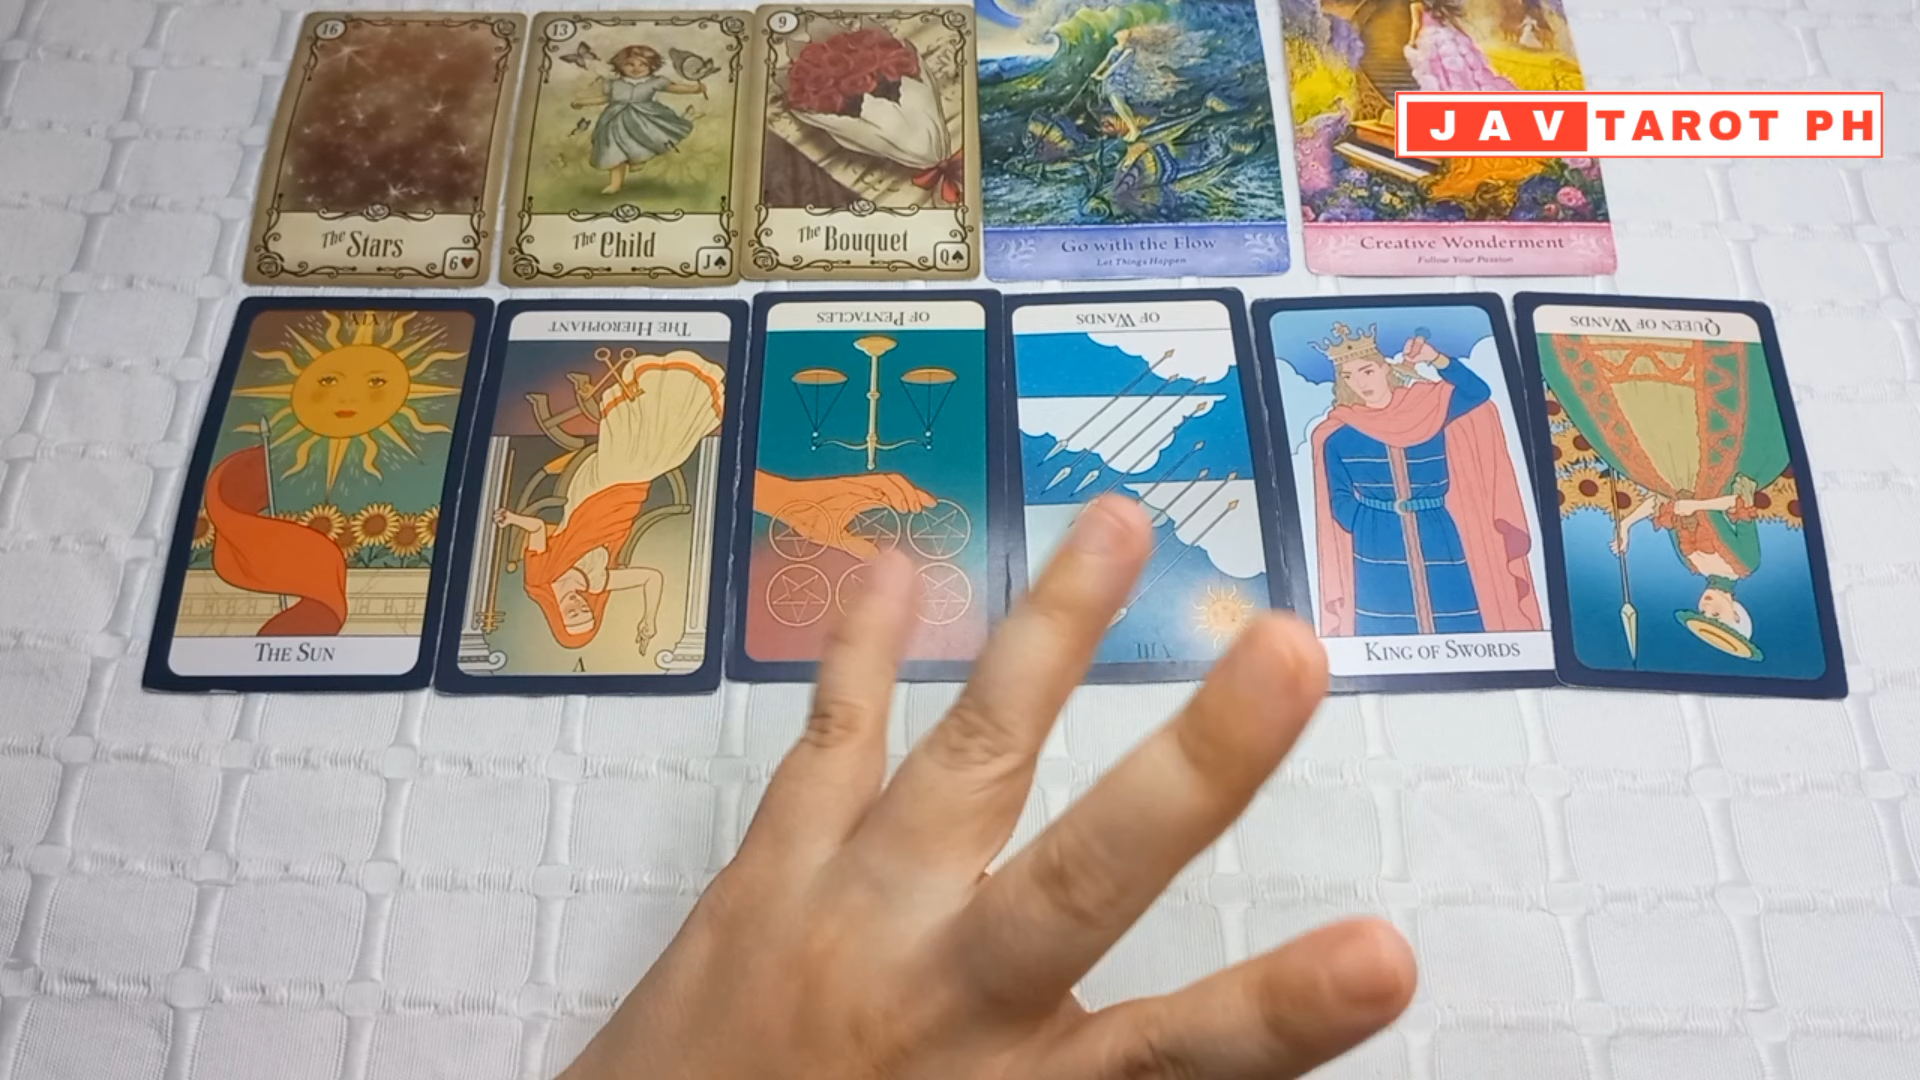 16
The Stars
6♥
13
The Child
J♠
9
The Bouquet
Q♠
Go with the Flow
Let Things Happen
Creative Wonderment
Follow Your Passion
JAV TAROT PH
THE SUN
THE HIEROPHANT
V
OF PENTACLES
OF WANDS
VIII
KING OF SWORDS
QUEEN OF WANDS